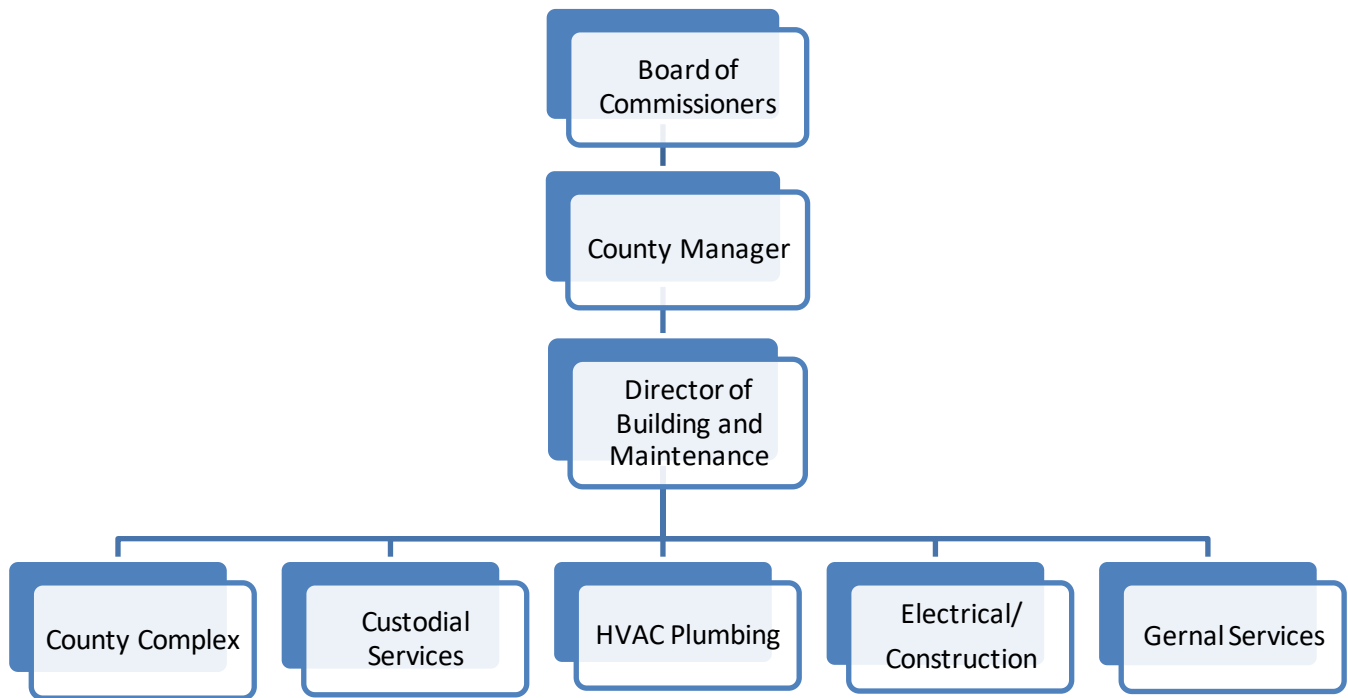 Board of
Commissioners
County Manager
Director of
Building and
Maintenance
County Complex
Custodial
Services
HVAC Plumbing
Electrical/
Construction
Gernal Services